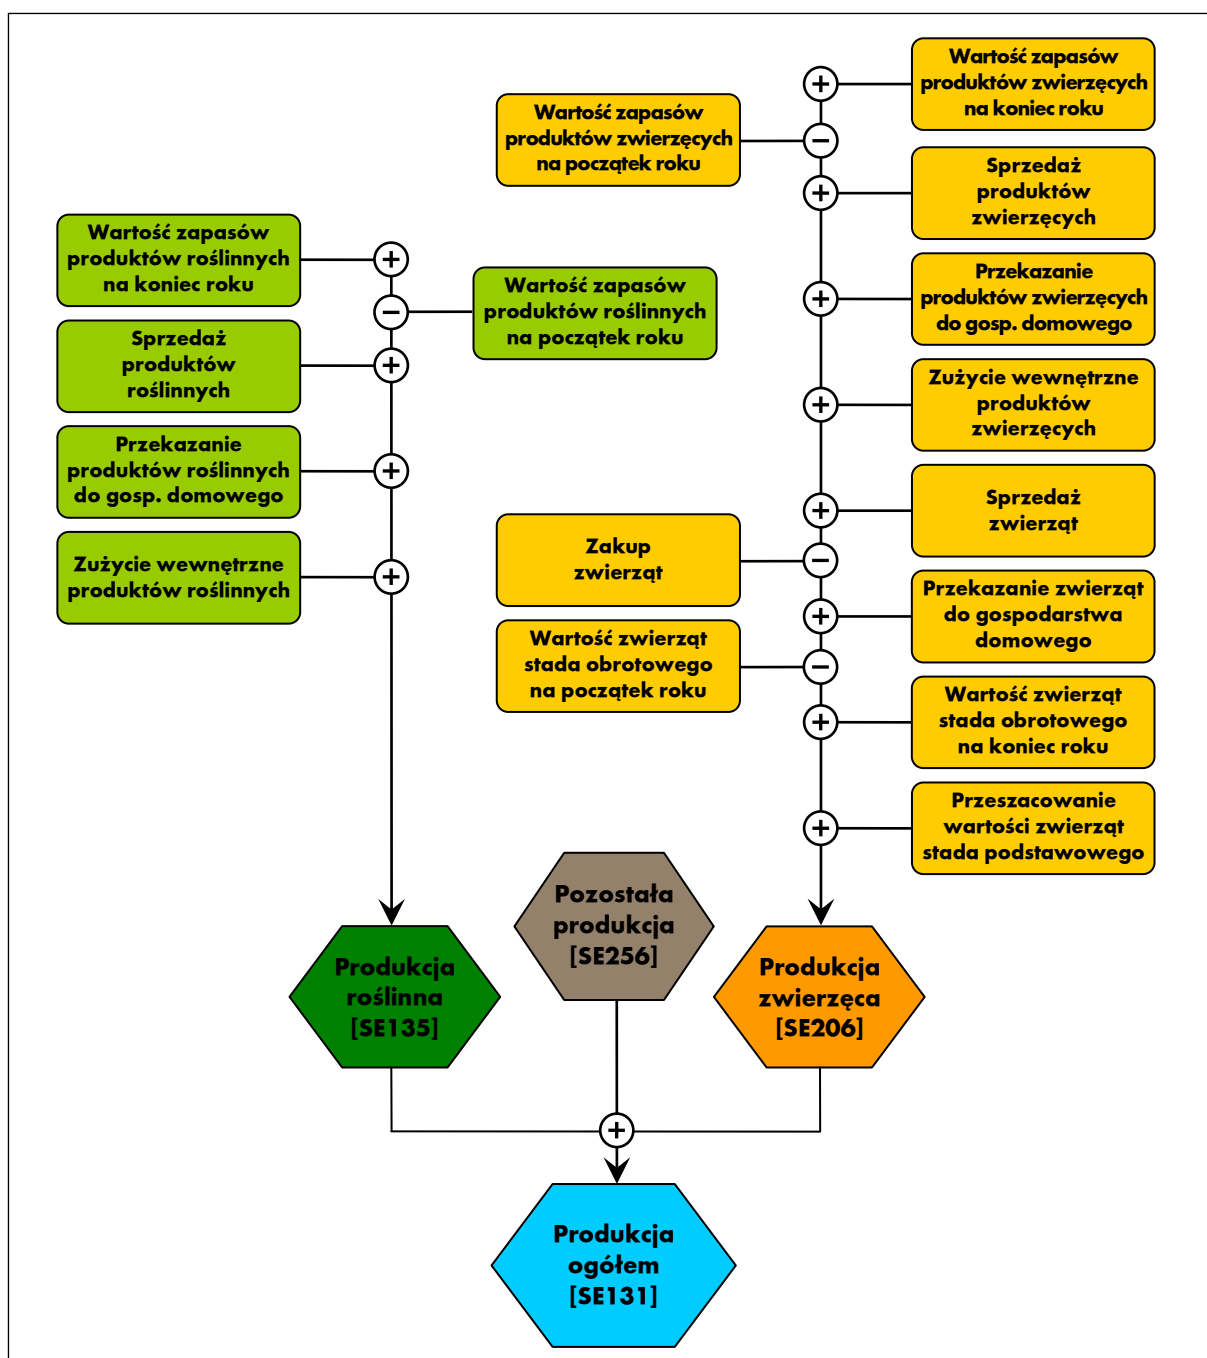 Wartość zapasów
produktów zwierzęcych
na koniec roku
+
Wartość zapasów
produktów zwierzęcych
na początek roku
−
Sprzedaż
produktów
zwierzęcych
+
Przekazanie
produktów zwierzęcych
do gosp. domowego
+
Zużycie wewnętrzne
produktów
zwierzęcych
+
Sprzedaż
zwierząt
+
Zakup
zwierząt
−
Przekazanie zwierząt
do gospodarstwa
domowego
+
Wartość zwierząt
stada obrotowego
na początek roku
−
Wartość zwierząt
stada obrotowego
na koniec roku
+
Przeszacowanie
wartości zwierząt
stada podstawowego
+
Wartość zapasów
produktów roślinnych
na koniec roku
+
Wartość zapasów
produktów roślinnych
na początek roku
−
Sprzedaż
produktów
roślinnych
+
Przekazanie
produktów roślinnych
do gosp. domowego
+
Zużycie wewnętrzne
produktów roślinnych
+
Produkcja
roślinna
[SE135]
Pozostała
produkcja
[SE256]
Produkcja
zwierzęca
[SE206]
+
Produkcja
ogółem
[SE131]